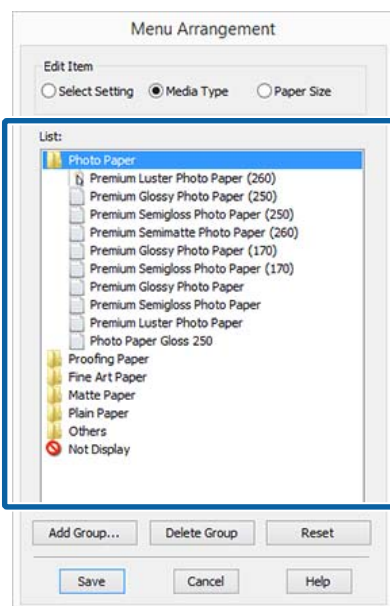 Menu Arrangement
Edit Item
Select Setting Media Type Paper Size
List:
Photo Paper
Premium Luster Photo Paper (260)
Premium Glossy Photo Paper (250)
Premium Semigloss Photo Paper (250)
Premium Semimatte Photo Paper (260)
Premium Glossy Photo Paper (170)
Premium Semigloss Photo Paper (170)
Premium Glossy Photo Paper
Premium Semigloss Photo Paper
Premium Luster Photo Paper
Photo Paper Gloss 250
Proofing Paper
Fine Art Paper
Matte Paper
Plain Paper
Others
Not Display
Add Group... Delete Group Reset
Save Cancel Help